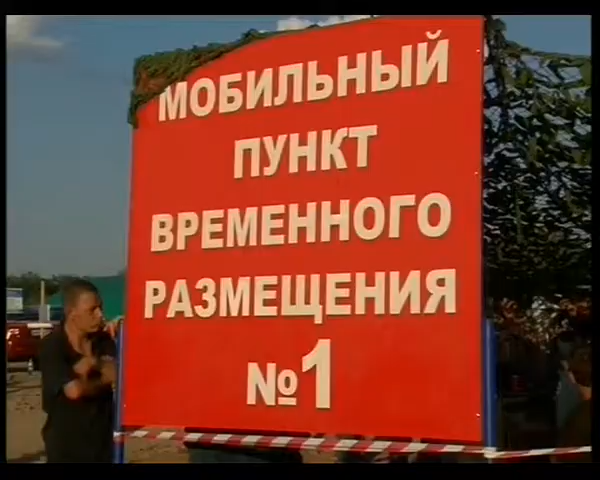 МОБИЛЬНЫЙ
ПУНКТ
ВРЕМЕННОГО
РАЗМЕЩЕНИЯ
№1